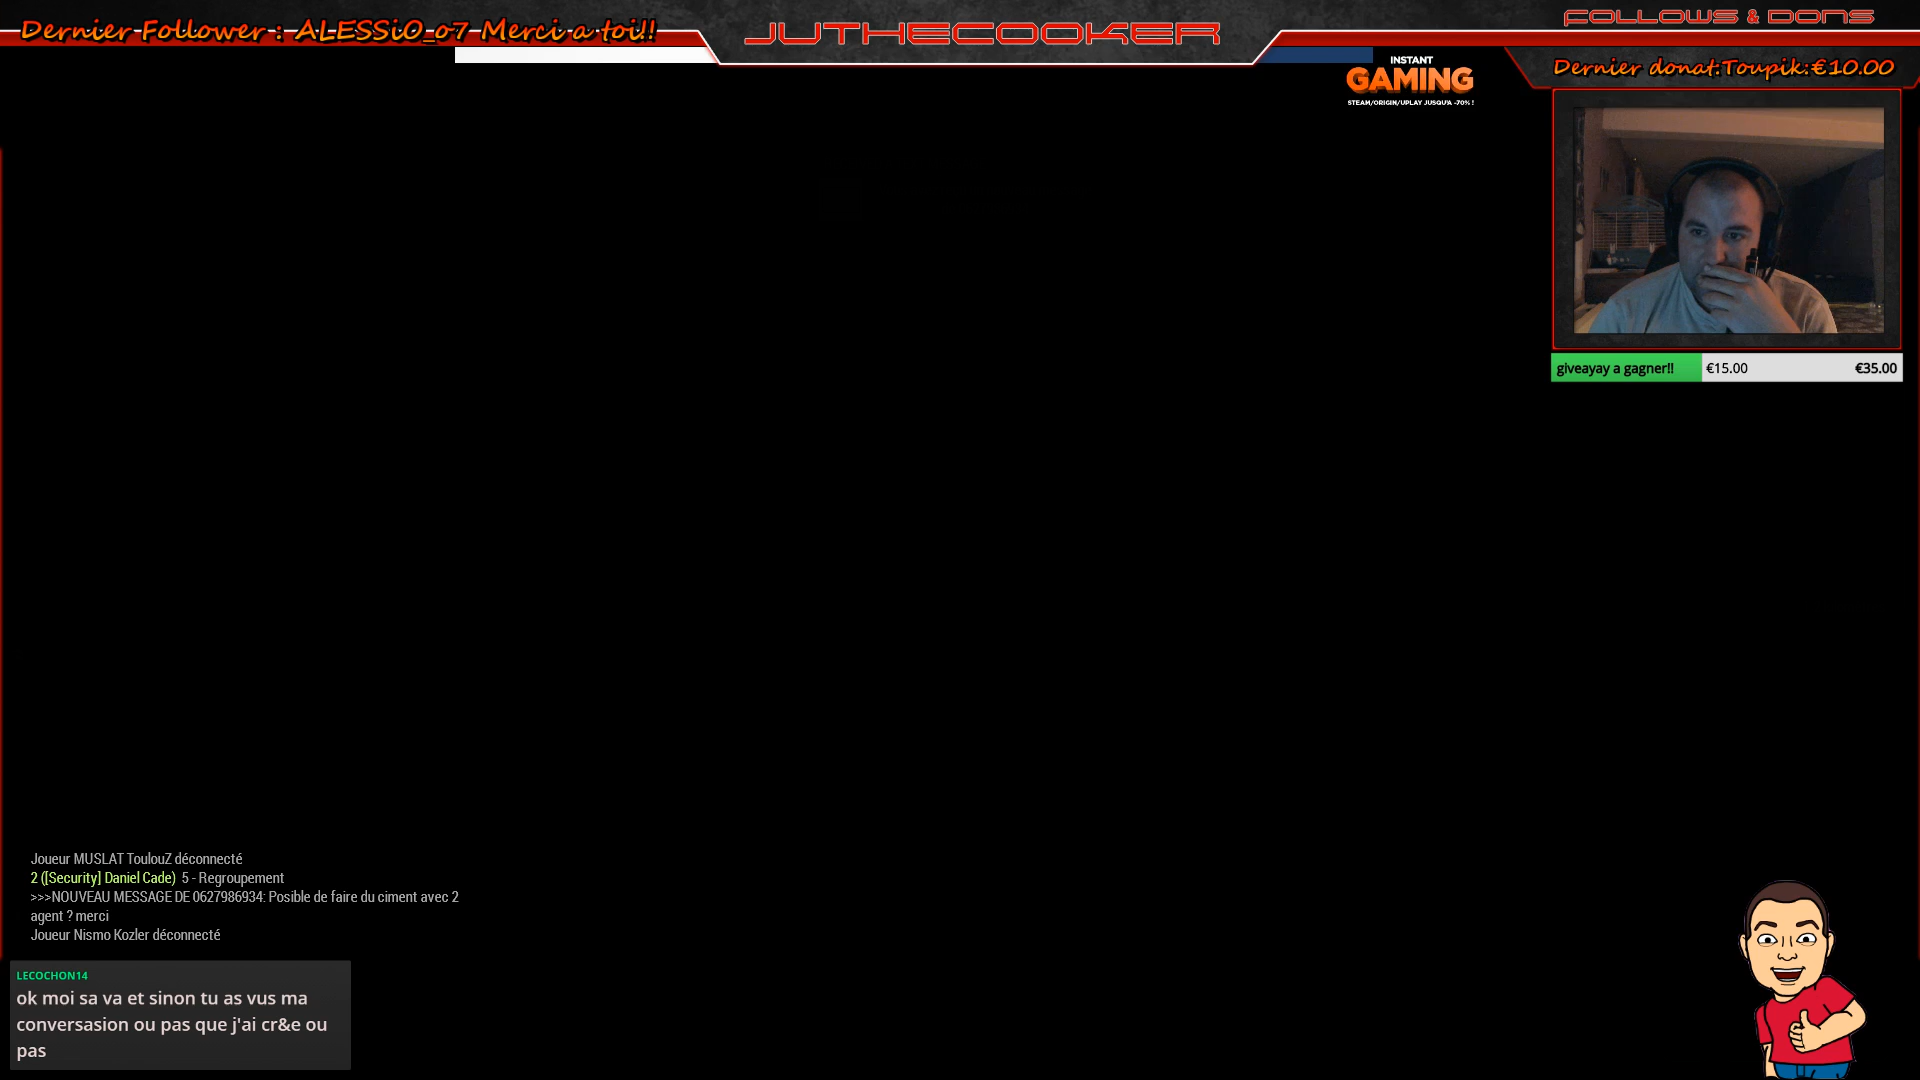 Dernier Follower : ALESSiO_o7 Merci a toi!!
JUTHECOOKER
FOLLOWS & DONS
INSTANT
GAMING
STEAM/ORIGIN/UPLAY JUSQU'A -70% !
Dernier donat:Toupik:€10.00
giveayay a gagner!! €15.00 €35.00
Joueur MUSLAT ToulouZ déconnecté
2 ([Security] Daniel Cade) 5 - Regroupement
>>>NOUVEAU MESSAGE DE 0627986934: Posible de faire du ciment avec 2
agent ? merci
Joueur Nismo Kozler déconnecté
LECOCHON14
ok moi sa va et sinon tu as vus ma
conversasion ou pas que j'ai cr&e ou
pas